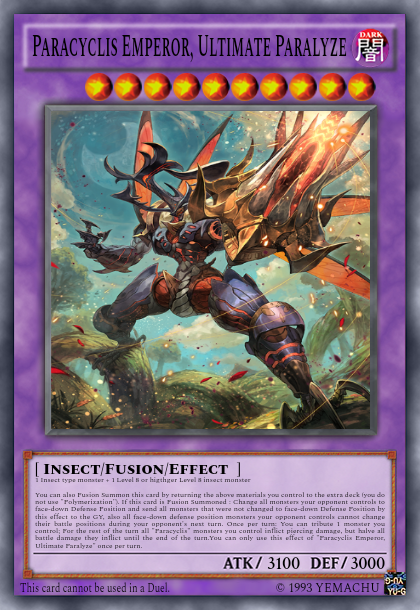 PARACYCLIS EMPEROR, ULTIMATE PARALYZE
DARK
闇
[ INSECT/FUSION/EFFECT ]
1 Insect type monster + 1 Level 8 or higthger Level 8 insect monster
You can also Fusion Summon this card by returning the above materials you control to the extra deck (you do
not use "Polymerization"). If this card is Fusion Summoned : Change all monsters your opponent controls to
face-down Defense Position and send all monsters that were not changed to face-down Defense Position by
this effect to the GY, also all face-down defense position monsters your opponent controls cannot change
their battle positions during your opponent's next turn. Once per turn: You can tribute 1 monster you
control; For the rest of the turn all "Paracyclis" monsters you control inflict piercing damage, but halve all
battle damage they inflict until the end of the turn.You can only use this effect of "Paracyclis Emperor,
Ultimate Paralyze" once per turn.
ATK/ 3100 DEF/ 3000
This card cannot be used in a Duel.
© 1993 YEMACHU
YU-G